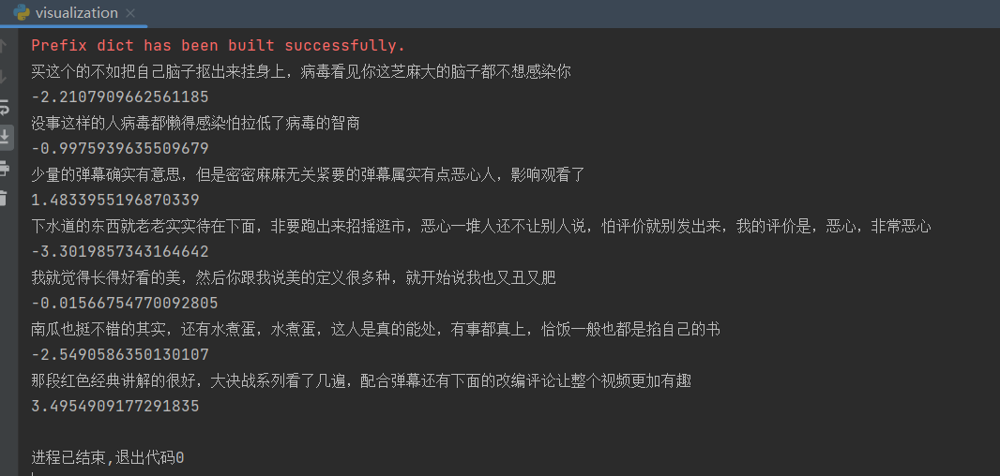 visualization
Prefix dict has been built successfully.
买这个的不如把自己脑子抠出来挂身上，病毒看见你这芝麻大的脑子都不想感染你
-2.2107909662561185
没事这样的人病毒都懒得感染怕拉低了病毒的智商
-0.9975939635509679
少量的弹幕确实有意思，但是密密麻麻无关紧要的弹幕属实有点恶心人，影响观看了
1.4833955196870339
下水道的东西就老老实实待在下面，非要跑出来招摇逛市，恶心一堆人还不让别人说，怕评价就别发出来，我的评价是，恶心，非常恶心
-3.3019857343164642
我就觉得长得好看的美，然后你跟我说美的定义很多种，就开始说我也又丑又肥
-0.01566754770092805
南瓜也挺不错的其实，还有水煮蛋，水煮蛋，这人是真的能处，有事都真上，恰饭一般也都是掐自己的书
-2.5490586350130107
那段红色经典讲解的很好，大决战系列看了几遍，配合弹幕还有下面的改编评论让整个视频更加有趣
3.4954909177291835
进程已结束,退出代码0